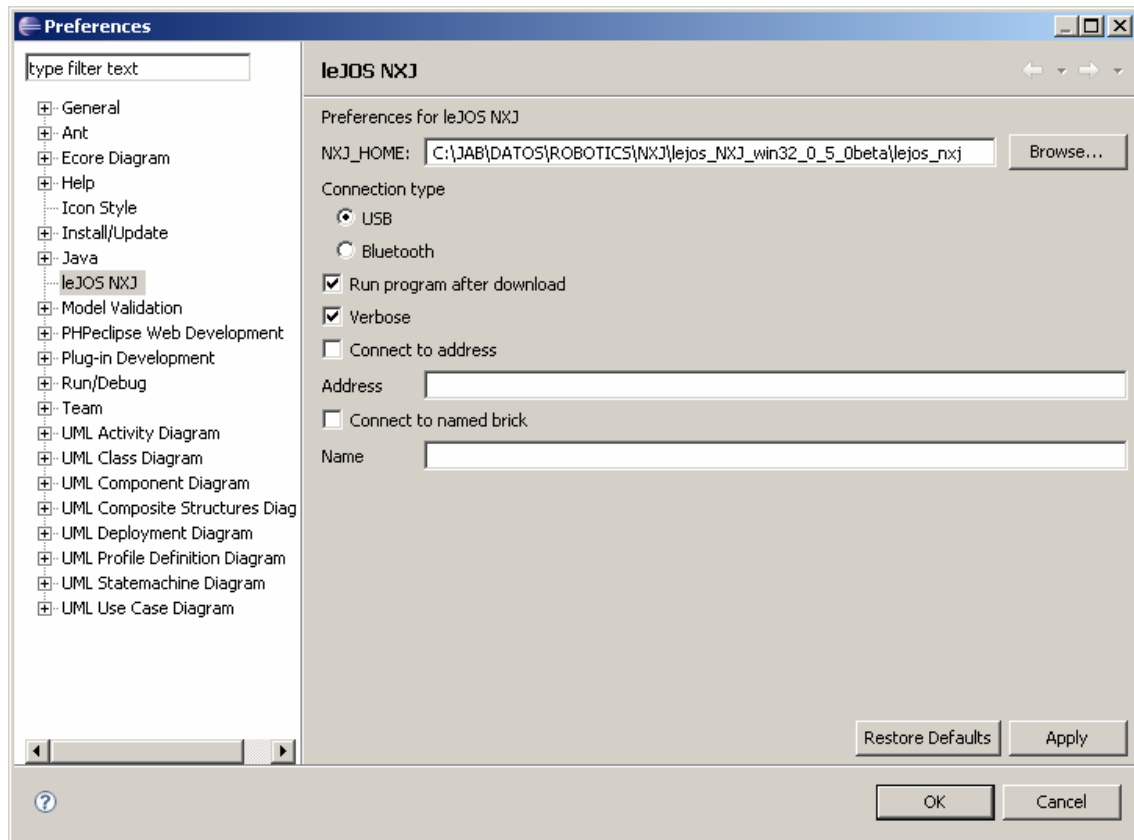 Preferences
type filter text
General
Ant
Ecore Diagram
Help
Icon Style
Install/Update
Java
leJOS NXJ
Model Validation
PHPeclipse Web Development
Plug-in Development
Run/Debug
Team
UML Activity Diagram
UML Class Diagram
UML Component Diagram
UML Composite Structures Diag
UML Deployment Diagram
UML Profile Definition Diagram
UML Statemachine Diagram
UML Use Case Diagram
leJOS NXJ
Preferences for leJOS NXJ
NXJ_HOME: C:\JAB\DATOS\ROBOTICS\NXJ\lejos_NXJ_win32_0_5_0beta\lejos_nxj Browse...
Connection type
USB
Bluetooth
Run program after download
Verbose
Connect to address
Address
Connect to named brick
Name
Restore Defaults Apply
? OK Cancel